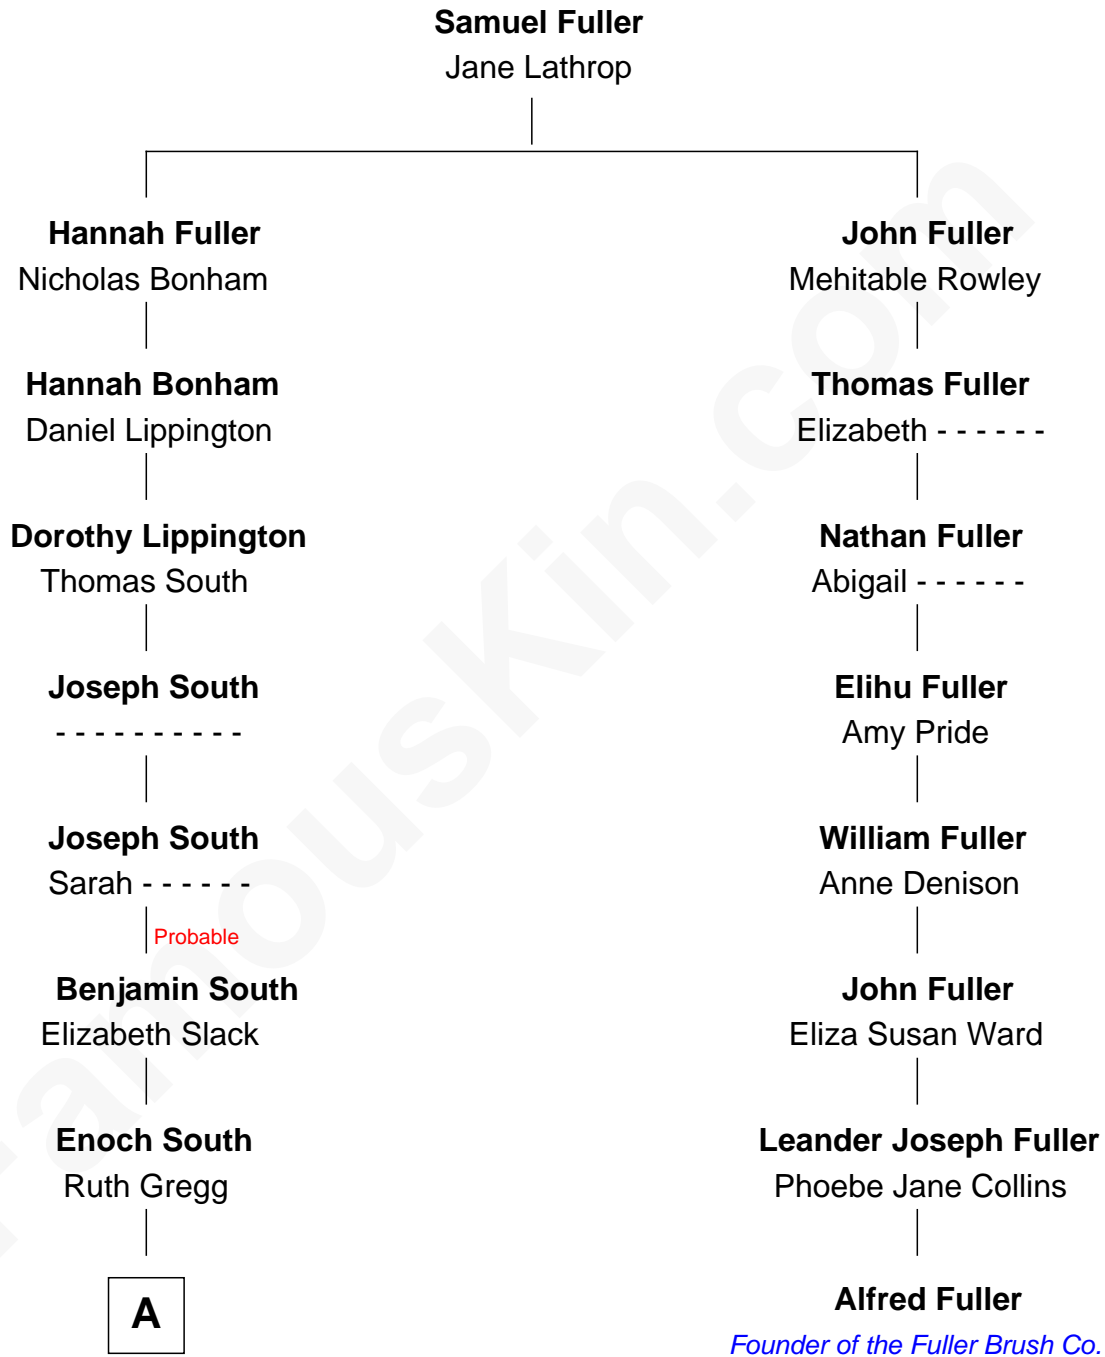 Samuel Fuller
Jane Lathrop
Hannah Fuller
Nicholas Bonham
John Fuller
Mehitable Rowley
Hannah Bonham
Daniel Lippington
Thomas Fuller
Elizabeth - - - - - -
Dorothy Lippington
Thomas South
Nathan Fuller
Abigail - - - - - -
Joseph South
- - - - - - - - - -
Elihu Fuller
Amy Pride
Joseph South
Sarah - - - - - -
William Fuller
Anne Denison
Probable
Benjamin South
Elizabeth Slack
John Fuller
Eliza Susan Ward
Enoch South
Ruth Gregg
Leander Joseph Fuller
Phoebe Jane Collins
A
Alfred Fuller
Founder of the Fuller Brush Co.
FamousKin.com